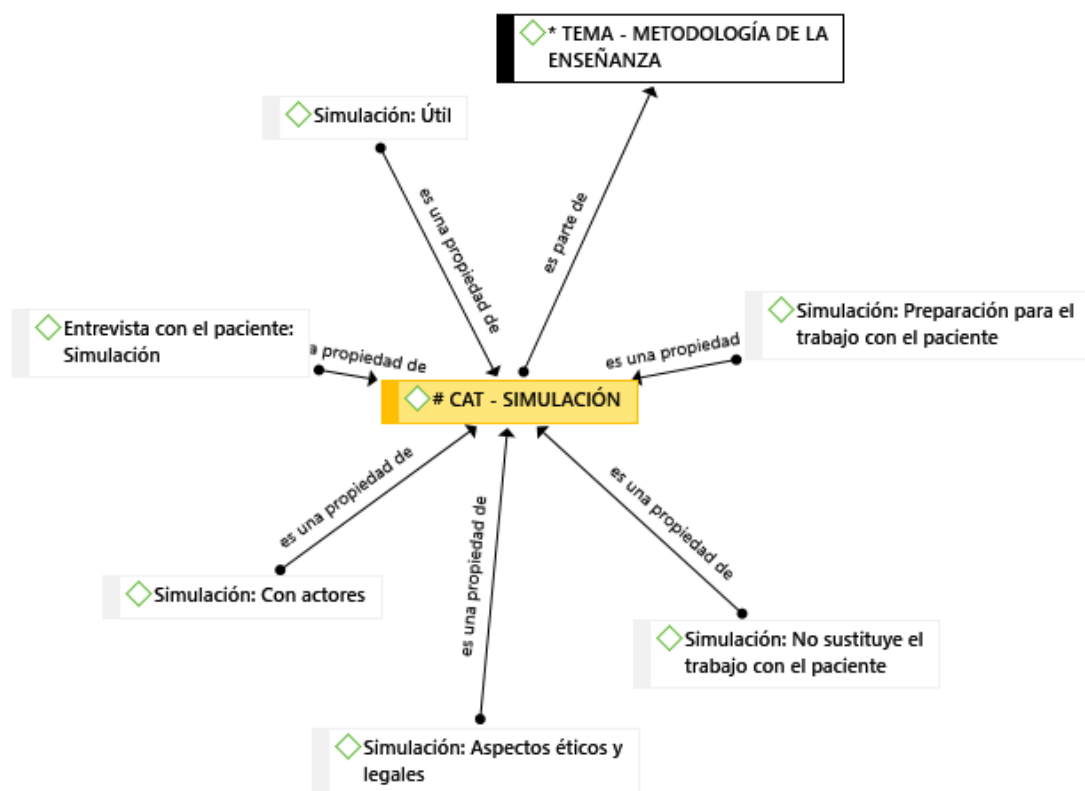 * TEMA - METODOLOGÍA DE LA
ENSEÑANZA
Simulación: Útil
es una propiedad de
es parte de
Entrevista con el paciente:
Simulación
a propiedad de
Simulación: Preparación para el
trabajo con el paciente
es una propiedad
# CAT - SIMULACIÓN
es una propiedad de
es una propiedad de
es una propiedad de
Simulación: Con actores
Simulación: No sustituye el
trabajo con el paciente
Simulación: Aspectos éticos y
legales